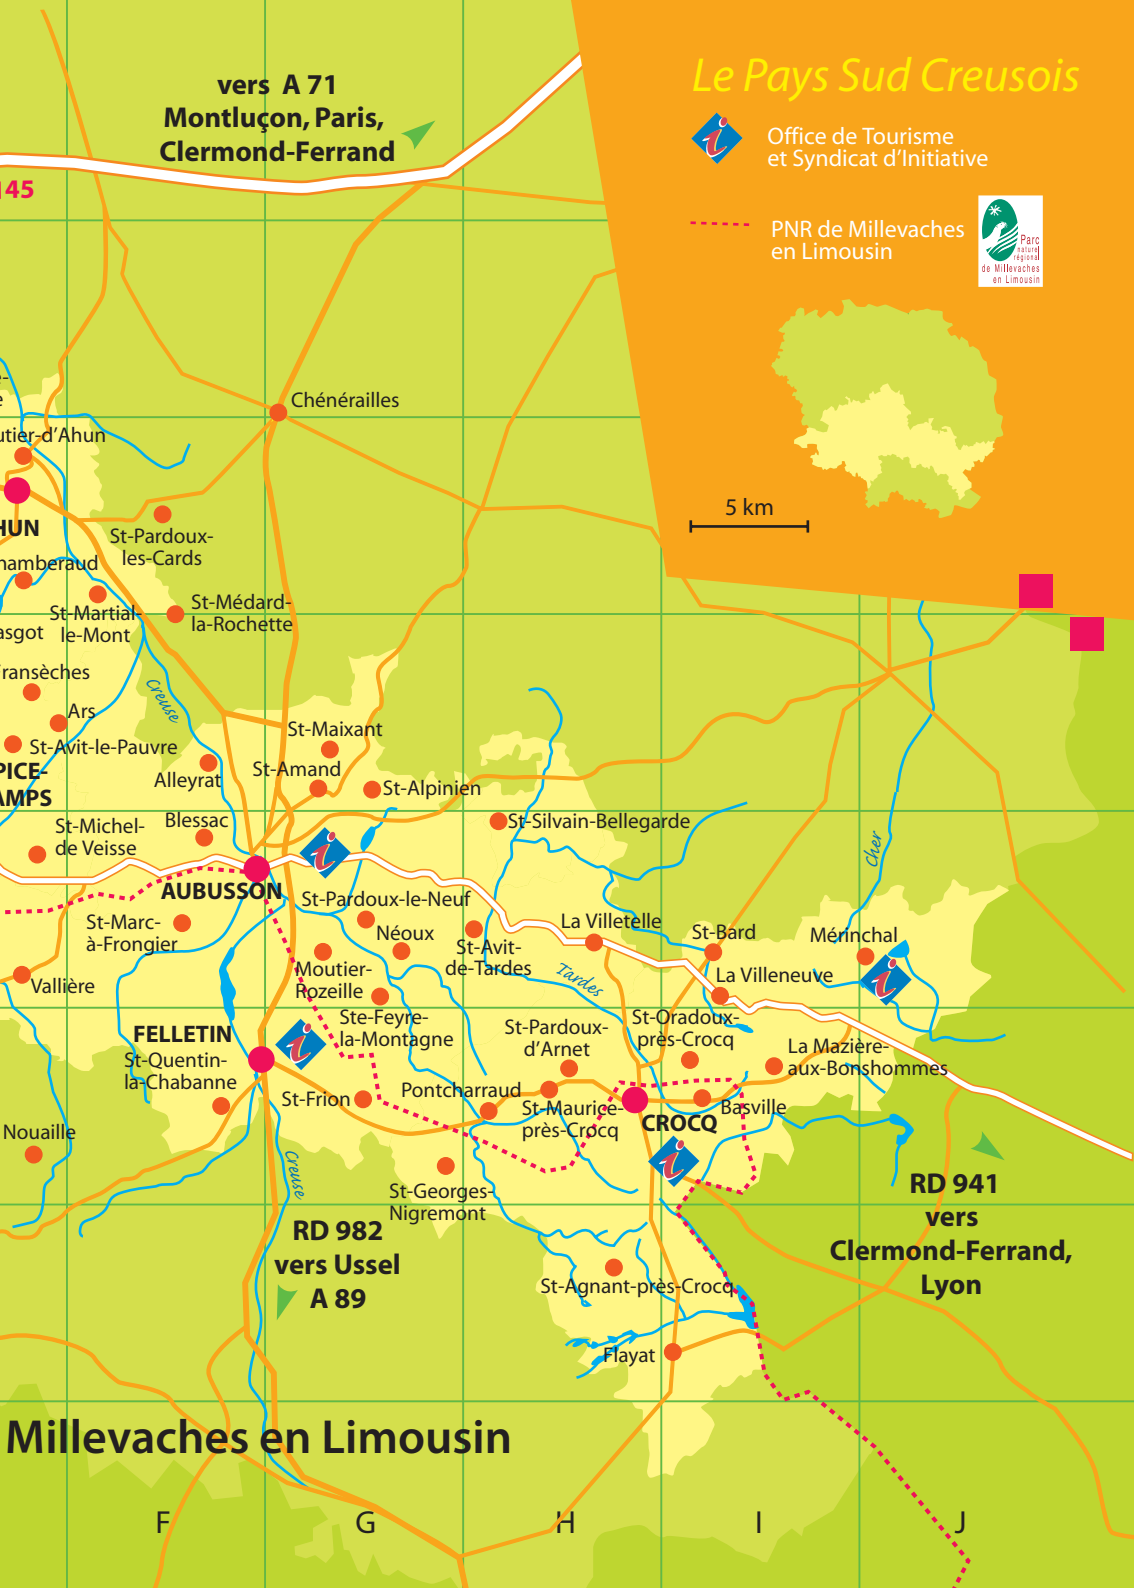 Le Pays Sud Creusois
Office de Tourisme
et Syndicat d'Initiative
PNR de Millevaches
en Limousin
Parc
naturel
régional
de Millevaches
en Limousin
5 km
vers A 71
Montluçon, Paris,
Clermond-Ferrand
145
Chénérailles
utier-d'Ahun
HUN
St-Pardoux-
les-Cards
hamberaud
St-Martial-
le-Mont
St-Médard-
la-Rochette
asgot
ransèches
Ars
Creuse
St-Avit-le-Pauvre
PICE-
AMPS
Alleyrat
St-Maixant
St-Amand
St-Alpinien
St-Michel-
de Veisse
Blessac
St-Silvain-Bellegarde
Cher
AUBUSSON
St-Pardoux-le-Neuf
St-Marc-
à-Frongier
Néoux
St-Avit-
de-Tardes
La Villetelle
St-Bard
Mérinchal
Vallière
Moutier-
Rozeille
Tardes
La Villeneuve
FELLETIN
Ste-Feyre-
la-Montagne
St-Pardoux-
d'Arnet
St-Oradoux-
près-Crocq
La Mazière-
aux-Bonshommes
St-Quentin-
la-Chabanne
St-Frion
Pontcharraud
St-Maurice-
près-Crocq
CROCQ
Basville
Nouaille
Creuse
St-Georges-
Nigremont
RD 982
vers Ussel
A 89
RD 941
vers
Clermond-Ferrand,
Lyon
St-Agnant-près-Crocq
Flayat
Millevaches en Limousin
F
G
H
I
J